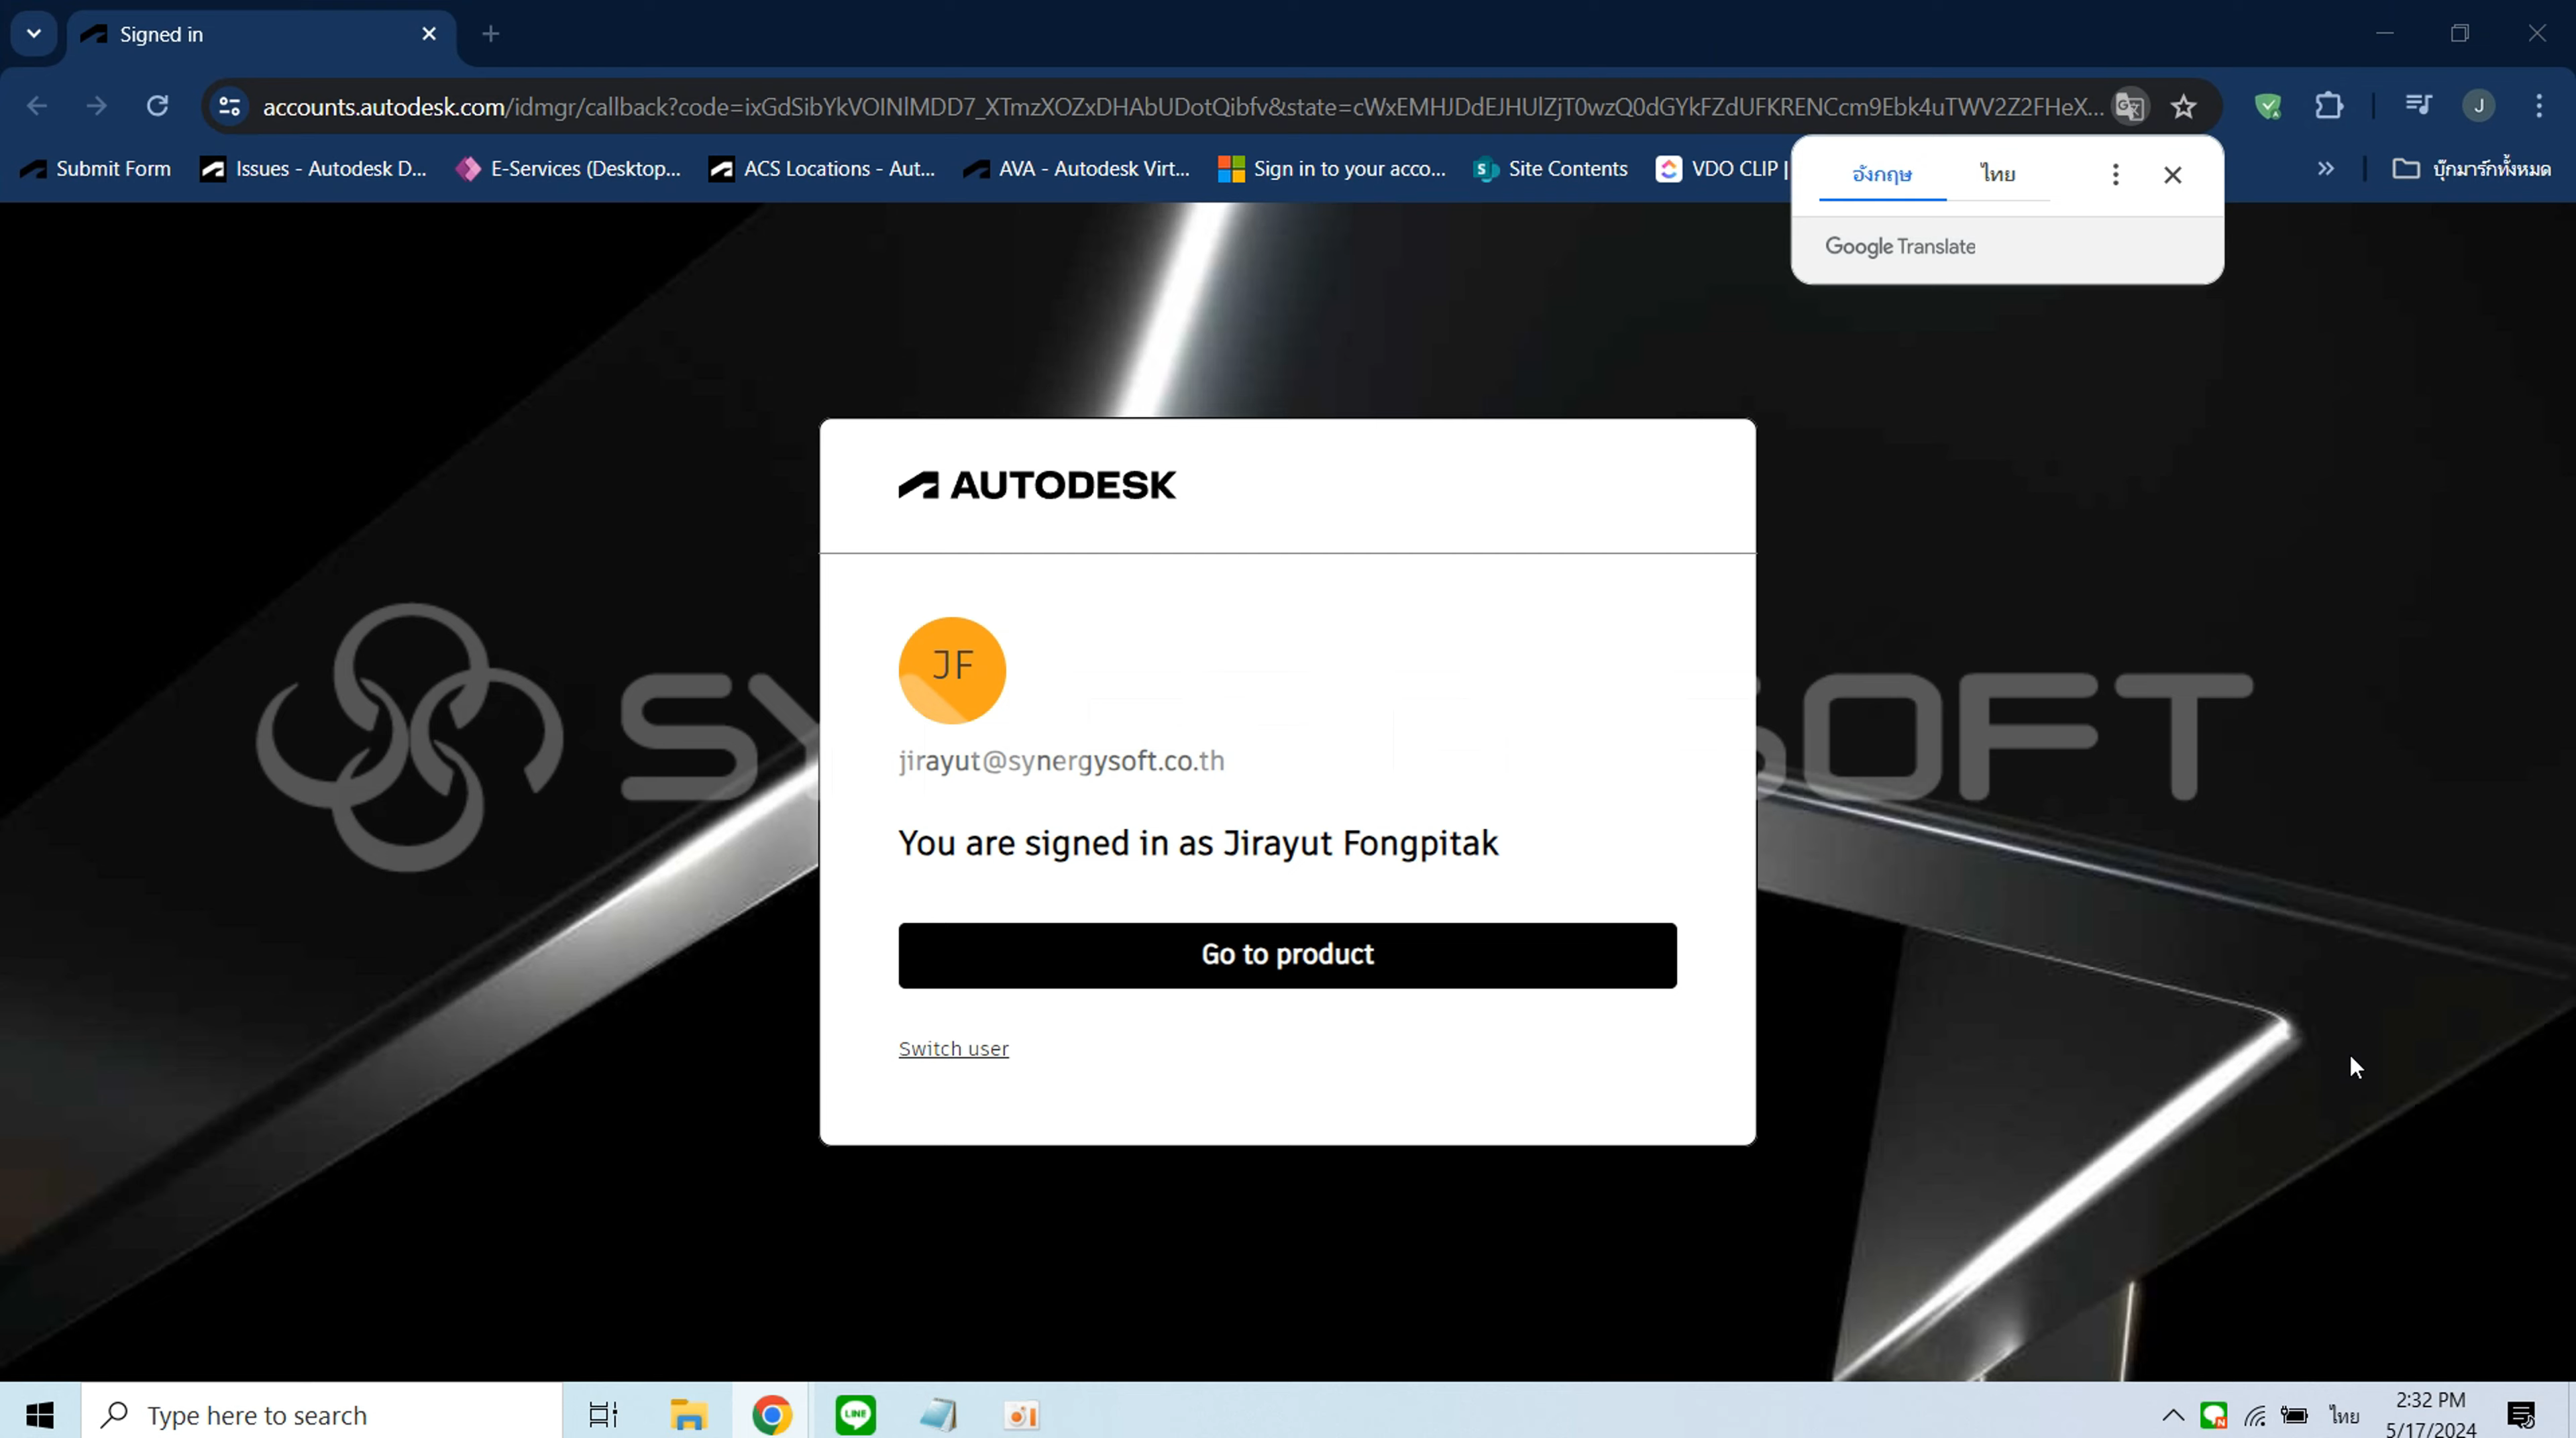 Signed in
accounts.autodesk.com/idmgr/callback?code=ixGdSibYkVOINlMDD7_XTmzXOZxDHAbUDotQibfv&state=cWxEMHJDdEJHUlZjT0wzQ0dGYkFZdUFKRENCcm9Ebk4uTWV2Z2FHeX...
J
Submit Form
Issues - Autodesk D...
E-Services (Desktop...
ACS Locations - Aut...
AVA - Autodesk Virt...
Sign in to your acco...
Site Contents
VDO CLIP |
บุ๊กมาร์กทั้งหมด
อังกฤษ
ไทย
Google Translate
AUTODESK
JF
SY
SOFT
jirayut@synergysoft.co.th
You are signed in as Jirayut Fongpitak
Go to product
Switch user
Type here to search
LINE
ไทย
2:32 PM
5/17/2024